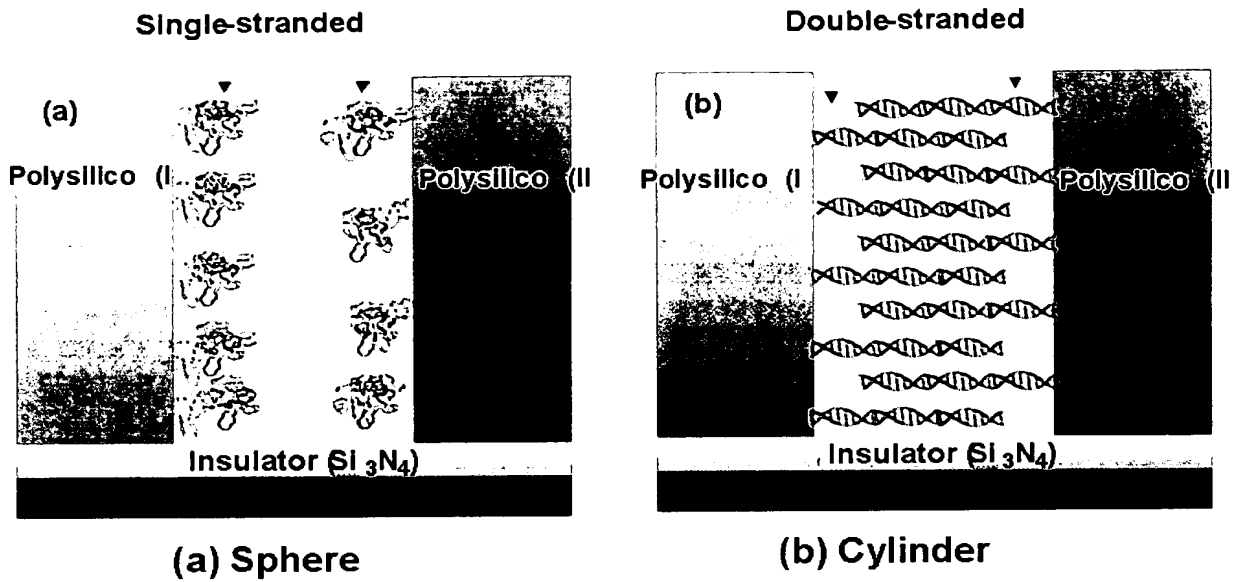 Single-stranded
(a)
Polysilico (I
Polysilico (II
Insulator (Si 3N4)
(a) Sphere
Double-stranded
(b)
Polysilico (I
Polysilico (II
Insulator (Si 3N4)
(b) Cylinder